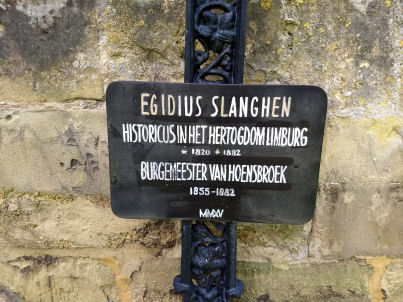 EGIDIUS SLANGHEN
HISTORICUS IN HET HERTOGDOM LIMBURG
* 1820 + 1882
BURGEMEESTER VAN HOENSBROEK
1855-1882
MMXV